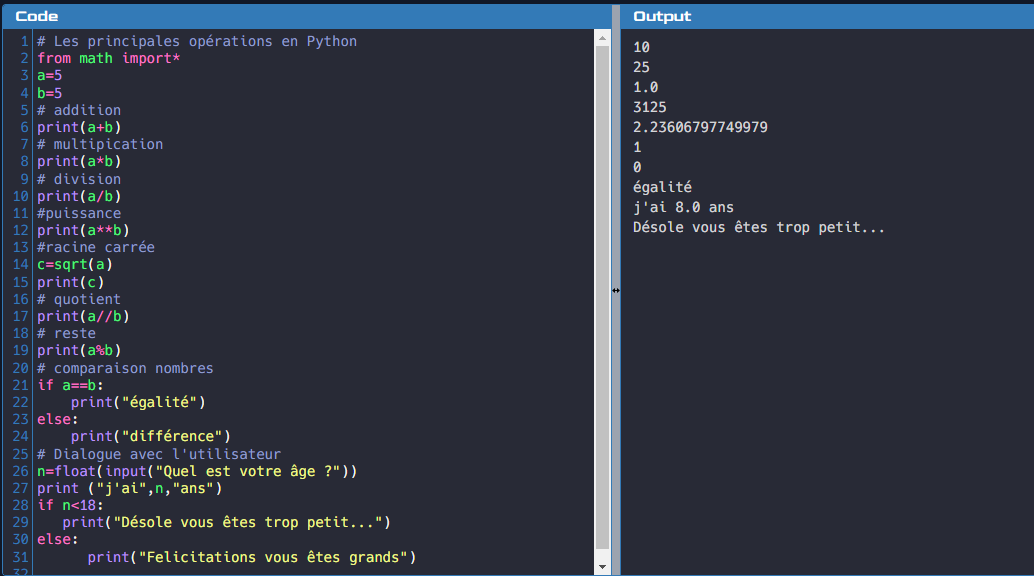 Code
1 # Les principales opérations en Python
2 from math import*
3 a=5
4 b=5
5 # addition
6 print(a+b)
7 # multipication
8 print(a*b)
9 # division
10 print(a/b)
11 #puissance
12 print(a**b)
13 #racine carrée
14 c=sqrt(a)
15 print(c)
16 # quotient
17 print(a//b)
18 # reste
19 print(a%b)
20 # comparaison nombres
21 if a==b:
22     print("égalité")
23 else:
24     print("différence")
25 # Dialogue avec l'utilisateur
26 n=float(input("Quel est votre âge ?"))
27 print ("j'ai",n,"ans")
28 if n<18:
29    print("Désole vous êtes trop petit...")
30 else:
31       print("Felicitations vous êtes grands")
32
Output
10
25
1.0
3125
2.23606797749979
1
0
égalité
j'ai 8.0 ans
Désole vous êtes trop petit...